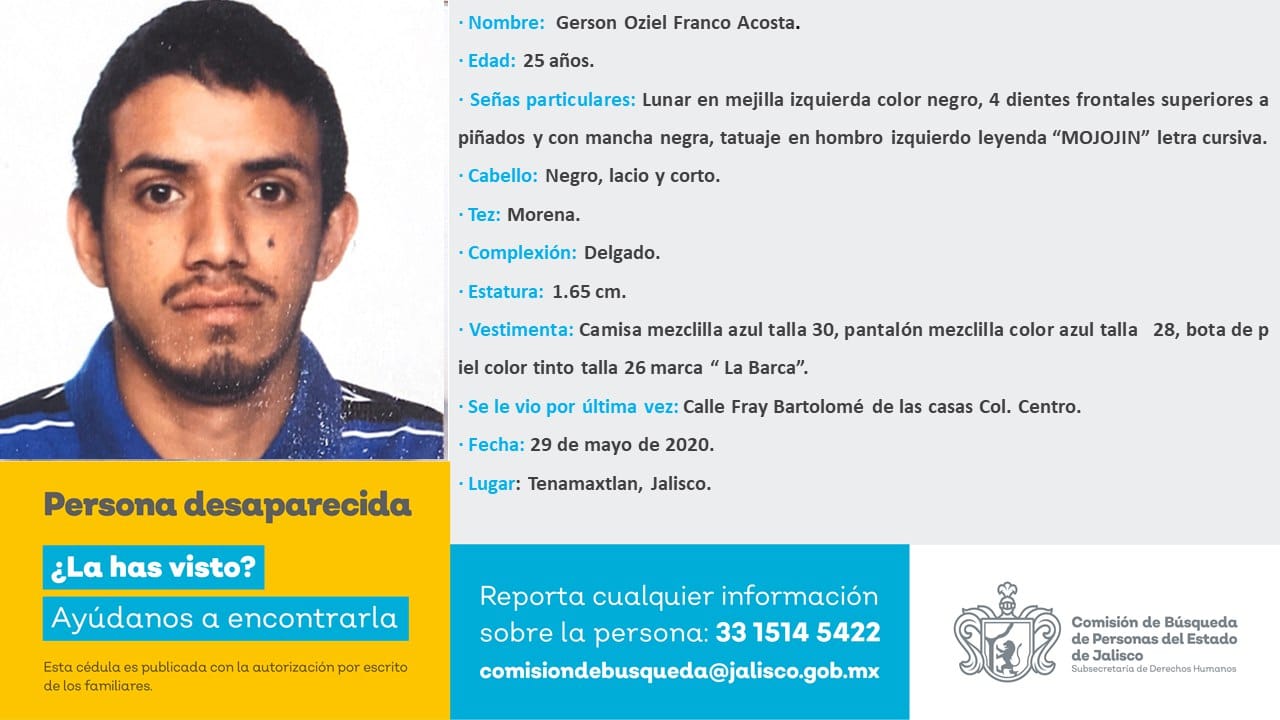 · Nombre: Gerson Oziel Franco Acosta.
· Edad: 25 años.
· Señas particulares: Lunar en mejilla izquierda color negro, 4 dientes frontales superiores a
piñados y con mancha negra, tatuaje en hombro izquierdo leyenda “MOJOJIN” letra cursiva.
· Cabello: Negro, lacio y corto.
· Tez: Morena.
· Complexión: Delgado.
· Estatura: 1.65 cm.
· Vestimenta: Camisa mezclilla azul talla 30, pantalón mezclilla color azul talla 28, bota de p
iel color tinto talla 26 marca “ La Barca”.
· Se le vio por última vez: Calle Fray Bartolomé de las casas Col. Centro.
· Fecha: 29 de mayo de 2020.
· Lugar: Tenamaxtlan, Jalisco.
Persona desaparecida
¿La has visto?
Ayúdanos a encontrarla
Esta cédula es publicada con la autorización por escrito
de los familiares.
Reporta cualquier información
sobre la persona: 33 1514 5422
comisiondebusqueda@jalisco.gob.mx
Comisión de Búsqueda
de Personas del Estado
de Jalisco
Subsecretaría de Derechos Humanos